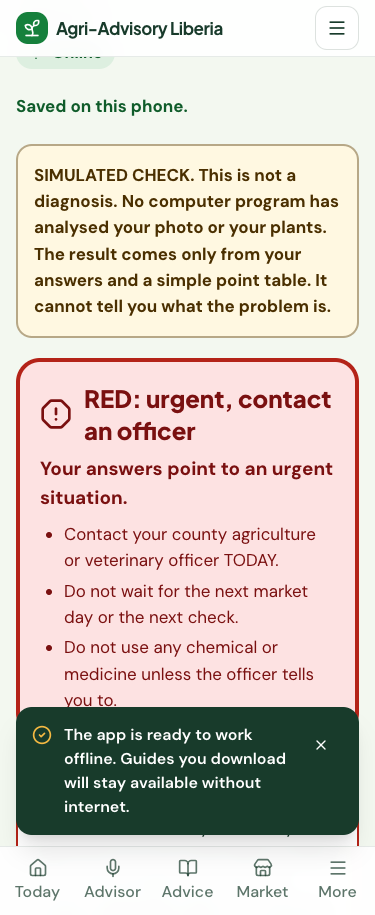 Agri-Advisory Liberia
Online
Saved on this phone.
SIMULATED CHECK. This is not a
diagnosis. No computer program has
analysed your photo or your plants.
The result comes only from your
answers and a simple point table. It
cannot tell you what the problem is.
RED: urgent, contact
an officer
Your answers point to an urgent
situation.
• Contact your county agriculture
or veterinary officer TODAY.
• Do not wait for the next market
day or the next check.
• Do not use any chemical or
medicine unless the officer tells
you to.
The app is ready to work
offline. Guides you download
will stay available without
internet.
Today Advisor Advice Market More